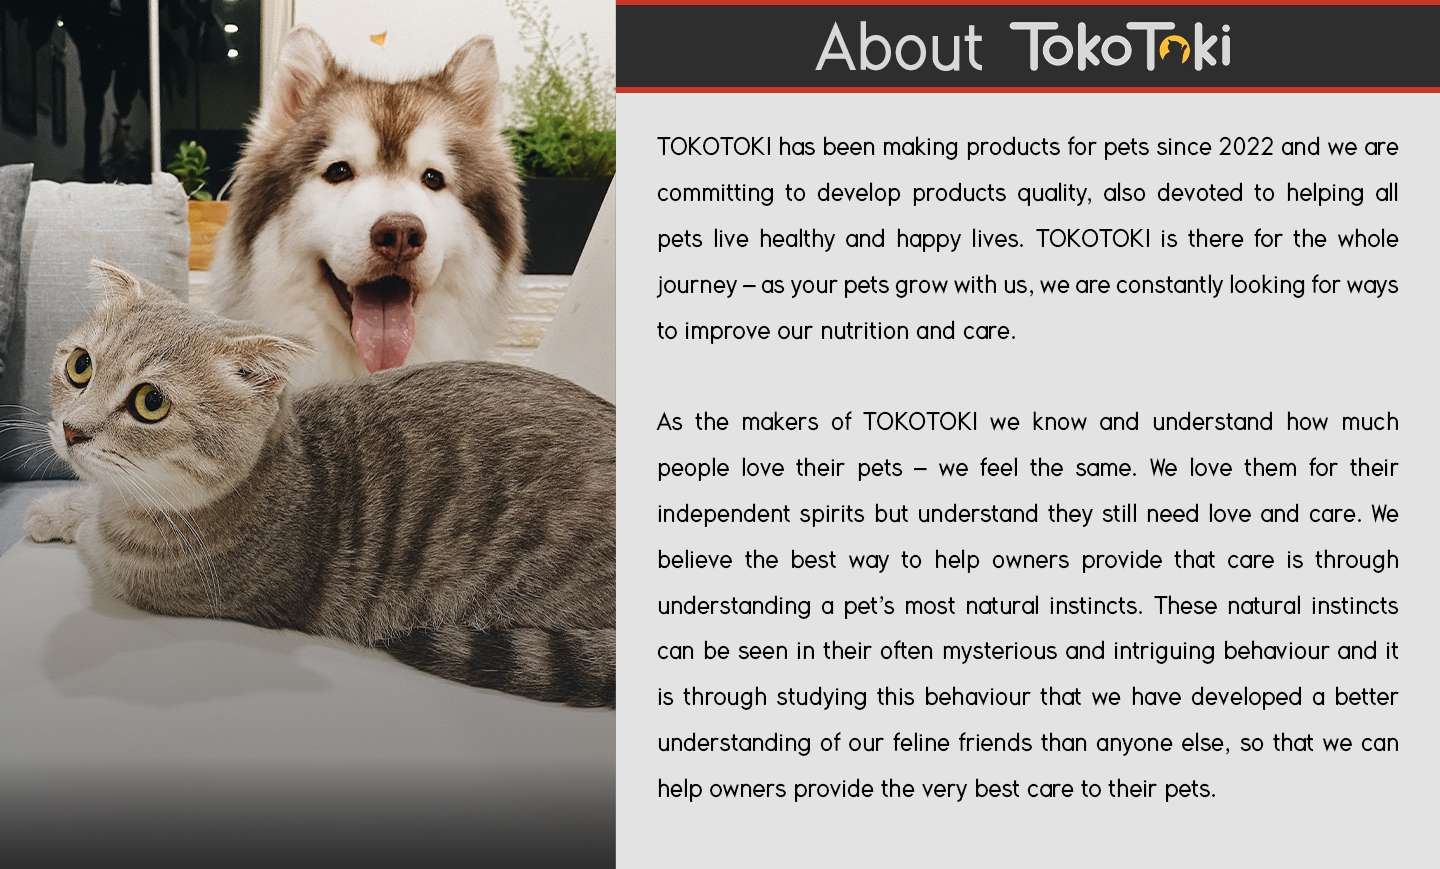 About TokoToki
TOKOTOKI has been making products for pets since 2022 and we are
committing to develop products quality, also devoted to helping all
pets live healthy and happy lives. TOKOTOKI is there for the whole
journey – as your pets grow with us, we are constantly looking for ways
to improve our nutrition and care.
As the makers of TOKOTOKI we know and understand how much
people love their pets – we feel the same. We love them for their
independent spirits but understand they still need love and care. We
believe the best way to help owners provide that care is through
understanding a pet’s most natural instincts. These natural instincts
can be seen in their often mysterious and intriguing behaviour and it
is through studying this behaviour that we have developed a better
understanding of our feline friends than anyone else, so that we can
help owners provide the very best care to their pets.